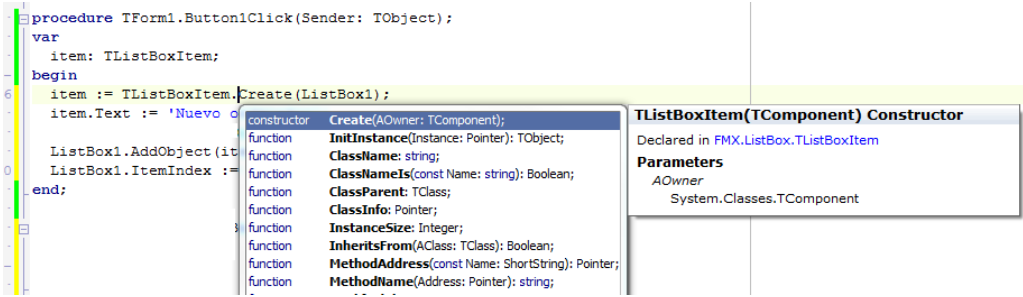 procedure TForm1.Button1Click(Sender: TObject);
var
item: TListBoxItem;
begin
6 item := TListBoxItem.Create(ListBox1);
item.Text := 'Nuevo o
ListBox1.AddObject(it
0 ListBox1.ItemIndex :=
end;
constructor Create(AOwner: TComponent);
function InitInstance(Instance: Pointer): TObject;
function ClassName: string;
function ClassNameIs(const Name: string): Boolean;
function ClassParent: TClass;
function ClassInfo: Pointer;
function InstanceSize: Integer;
function InheritsFrom(AClass: TClass): Boolean;
function MethodAddress(const Name: ShortString): Pointer;
function MethodName(Address: Pointer): string;
TListBoxItem(TComponent) Constructor
Declared in FMX.ListBox.TListBoxItem
Parameters
AOwner
System.Classes.TComponent